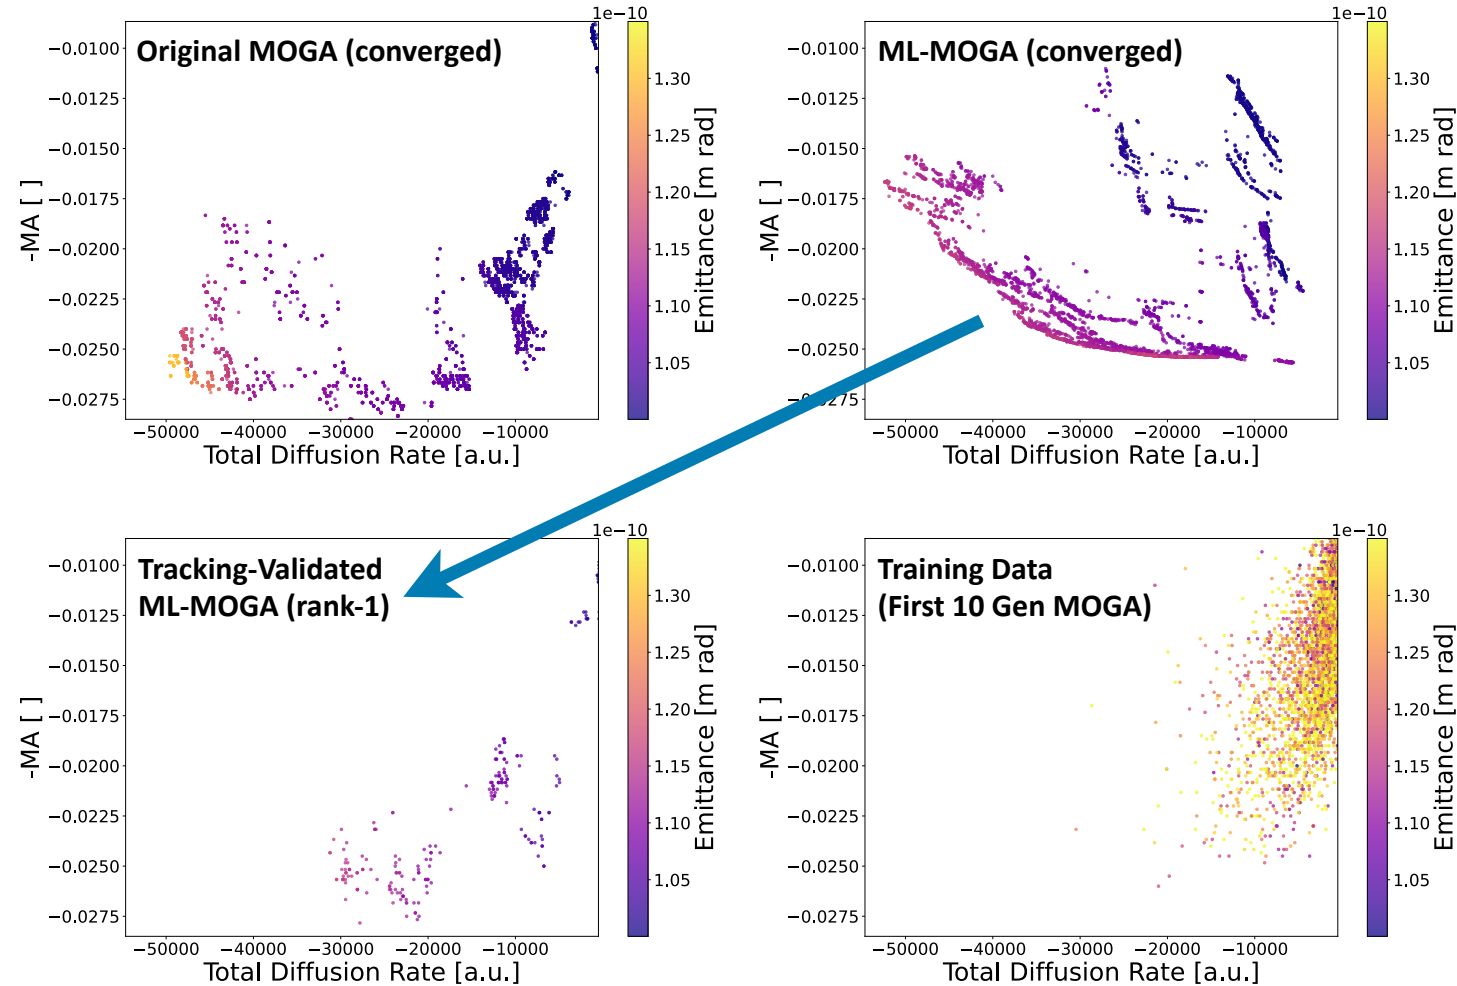 1e−10
Original MOGA (converged)
−0.0100
−0.0125
−0.0150
−0.0175
−0.0200
−0.0225
−0.0250
−0.0275
-MA [ ]
−50000 −40000 −30000 −20000 −10000
Total Diffusion Rate [a.u.]
1.30
1.25
1.20
1.15
1.10
1.05
Emittance [m rad]
1e−10
ML-MOGA (converged)
−0.0100
−0.0125
−0.0150
−0.0175
−0.0200
−0.0225
−0.0250
−0.0275
-MA [ ]
−50000 −40000 −30000 −20000 −10000
Total Diffusion Rate [a.u.]
1.30
1.25
1.20
1.15
1.10
1.05
Emittance [m rad]
1e−10
Tracking-Validated
ML-MOGA (rank-1)
−0.0100
−0.0125
−0.0150
−0.0175
−0.0200
−0.0225
−0.0250
−0.0275
-MA [ ]
−50000 −40000 −30000 −20000 −10000
Total Diffusion Rate [a.u.]
1.30
1.25
1.20
1.15
1.10
1.05
Emittance [m rad]
1e−10
Training Data
(First 10 Gen MOGA)
−0.0100
−0.0125
−0.0150
−0.0175
−0.0200
−0.0225
−0.0250
−0.0275
-MA [ ]
−50000 −40000 −30000 −20000 −10000
Total Diffusion Rate [a.u.]
1.30
1.25
1.20
1.15
1.10
1.05
Emittance [m rad]